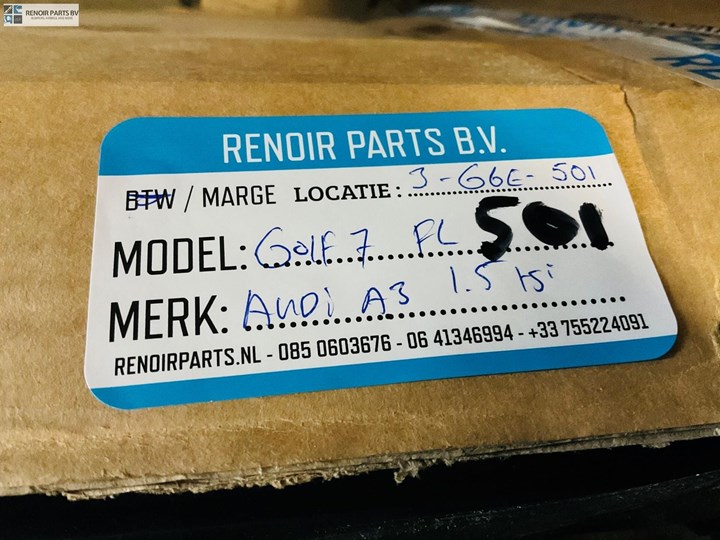 RENOIR PARTS BV
RENOIR PARTS B.V.
BTW / MARGE LOCATIE : 3-G6E-501
MODEL: Golf 7 FL 501
MERK: AUDi A3 1.5 tsi
RENOIRPARTS.NL - 085 0603676 - 06 41346994 - +33 755224091